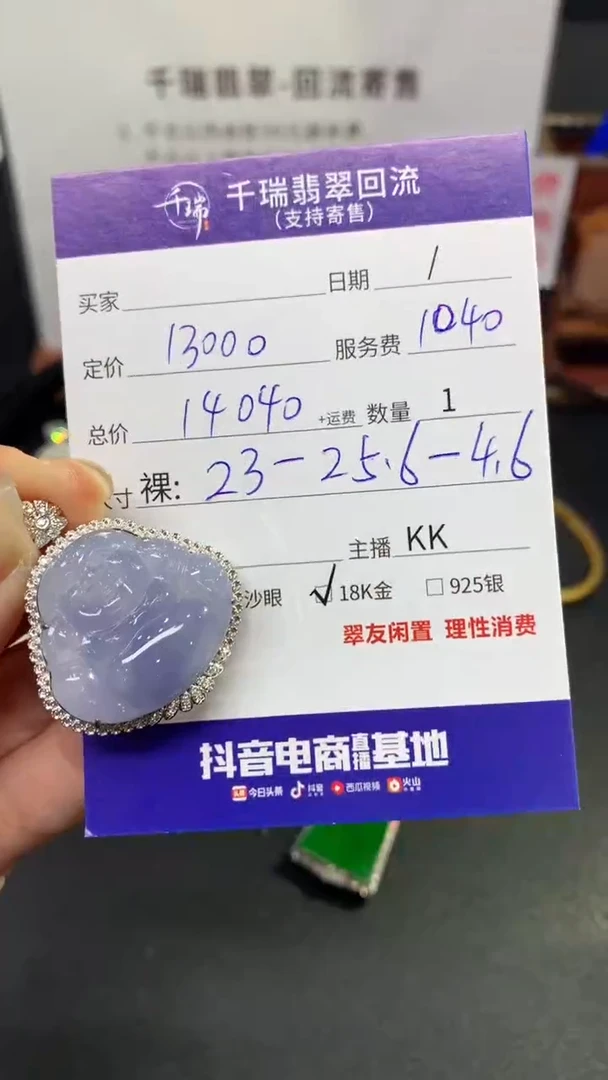 千瑞翡翠-回流寄售
千瑞 千瑞翡翠回流
(支持寄售)
买家 日期 /
定价 13000 服务费 1040
总价 14040 +运费 数量 1
寸 裸: 23-25.6-4.6
主播 KK
沙眼 ✓ 18K金 □ 925银
翠友闲置 理性消费
抖音电商直播基地
今日头条 抖音 西瓜视频 火山